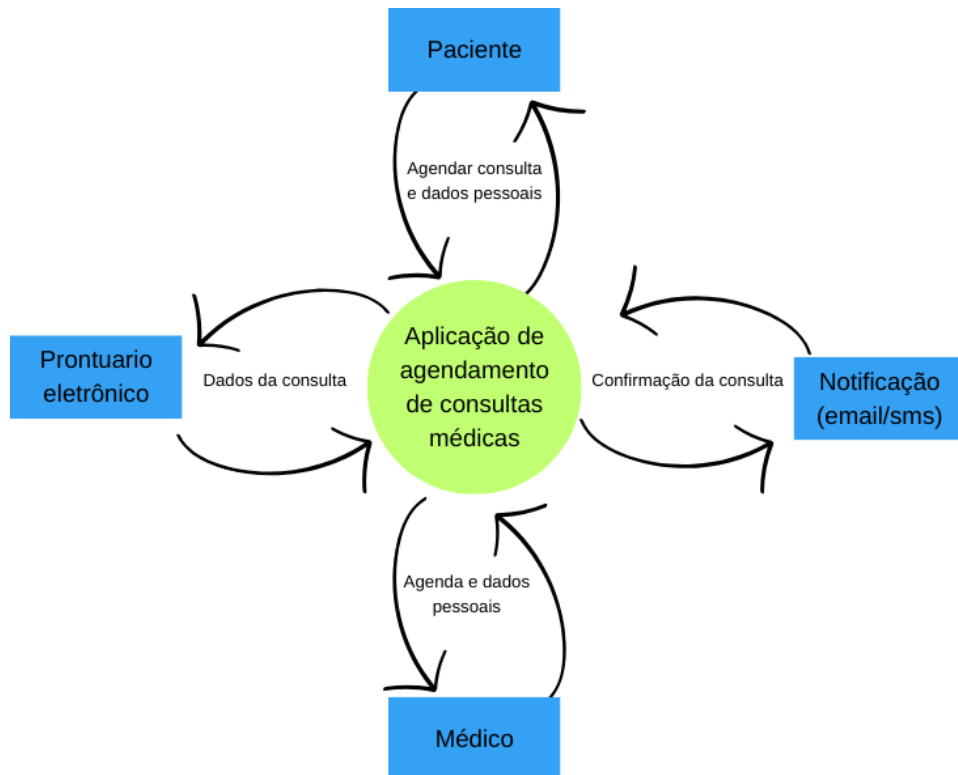 Paciente
Agendar consulta
e dados pessoais
Aplicação de
agendamento
de consultas
médicas
Prontuario
eletrônico
Dados da consulta
Confirmação da consulta
Notificação
(email/sms)
Agenda e dados
pessoais
Médico